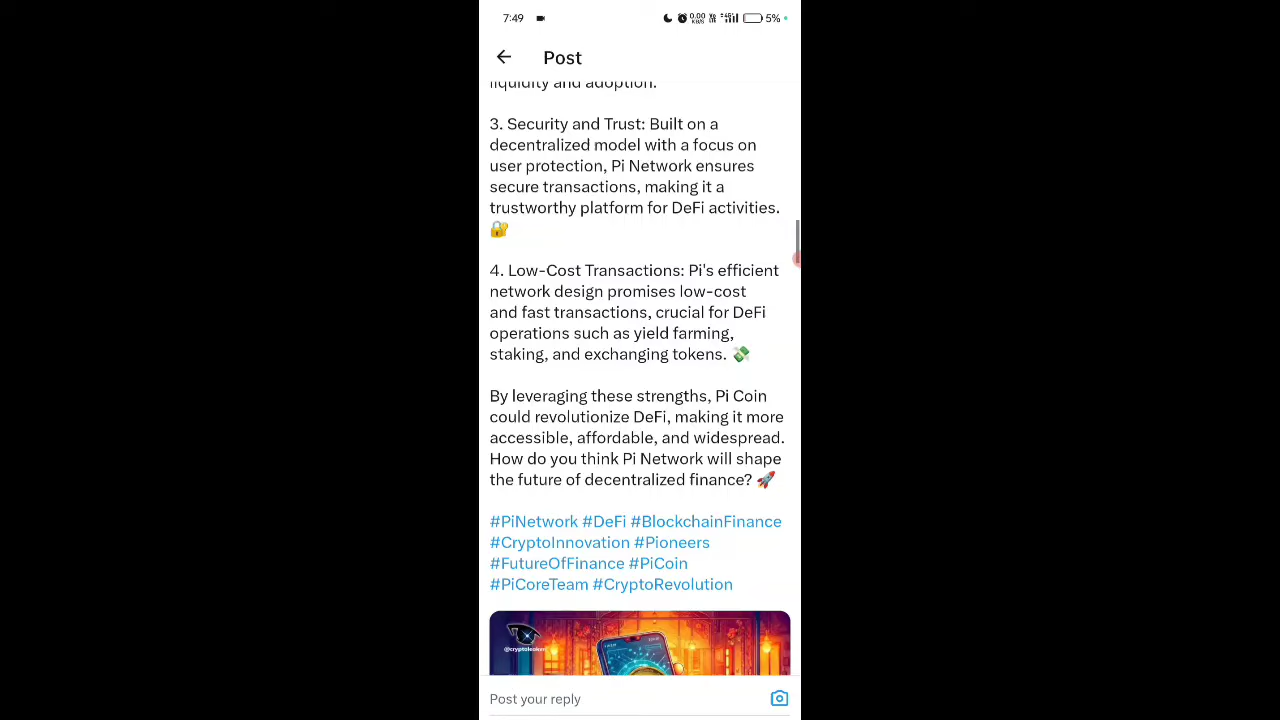 7:49
0.00
KB/S
5%
Post
liquidity and adoption.
3. Security and Trust: Built on a
decentralized model with a focus on
user protection, Pi Network ensures
secure transactions, making it a
trustworthy platform for DeFi activities.
🔐
4. Low-Cost Transactions: Pi's efficient
network design promises low-cost
and fast transactions, crucial for DeFi
operations such as yield farming,
staking, and exchanging tokens. 💸
By leveraging these strengths, Pi Coin
could revolutionize DeFi, making it more
accessible, affordable, and widespread.
How do you think Pi Network will shape
the future of decentralized finance? 🚀
#PiNetwork #DeFi #BlockchainFinance
#CryptoInnovation #Pioneers
#FutureOfFinance #PiCoin
#PiCoreTeam #CryptoRevolution
Post your reply